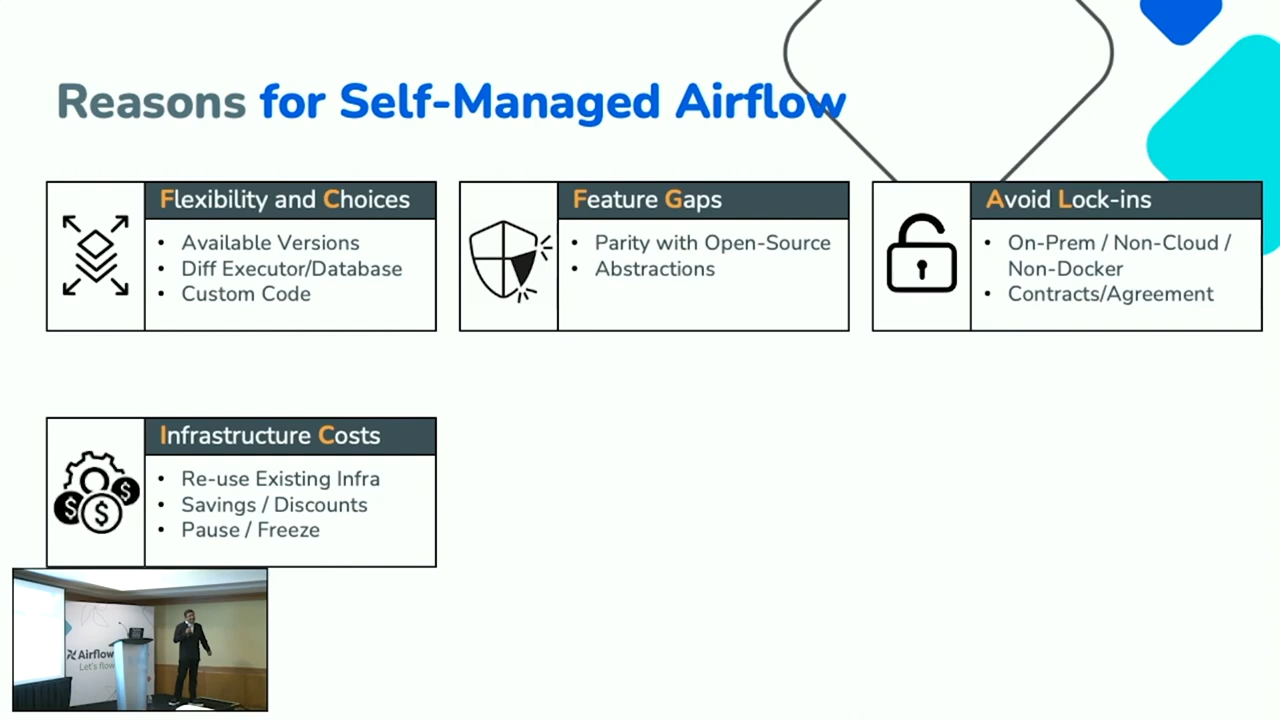 Reasons for Self-Managed Airflow
Flexibility and Choices
• Available Versions
• Diff Executor/Database
• Custom Code
Feature Gaps
• Parity with Open-Source
• Abstractions
Avoid Lock-ins
• On-Prem / Non-Cloud /
Non-Docker
• Contracts/Agreement
Infrastructure Costs
• Re-use Existing Infra
• Savings / Discounts
• Pause / Freeze
$
$
$
Airflow
Let's flow